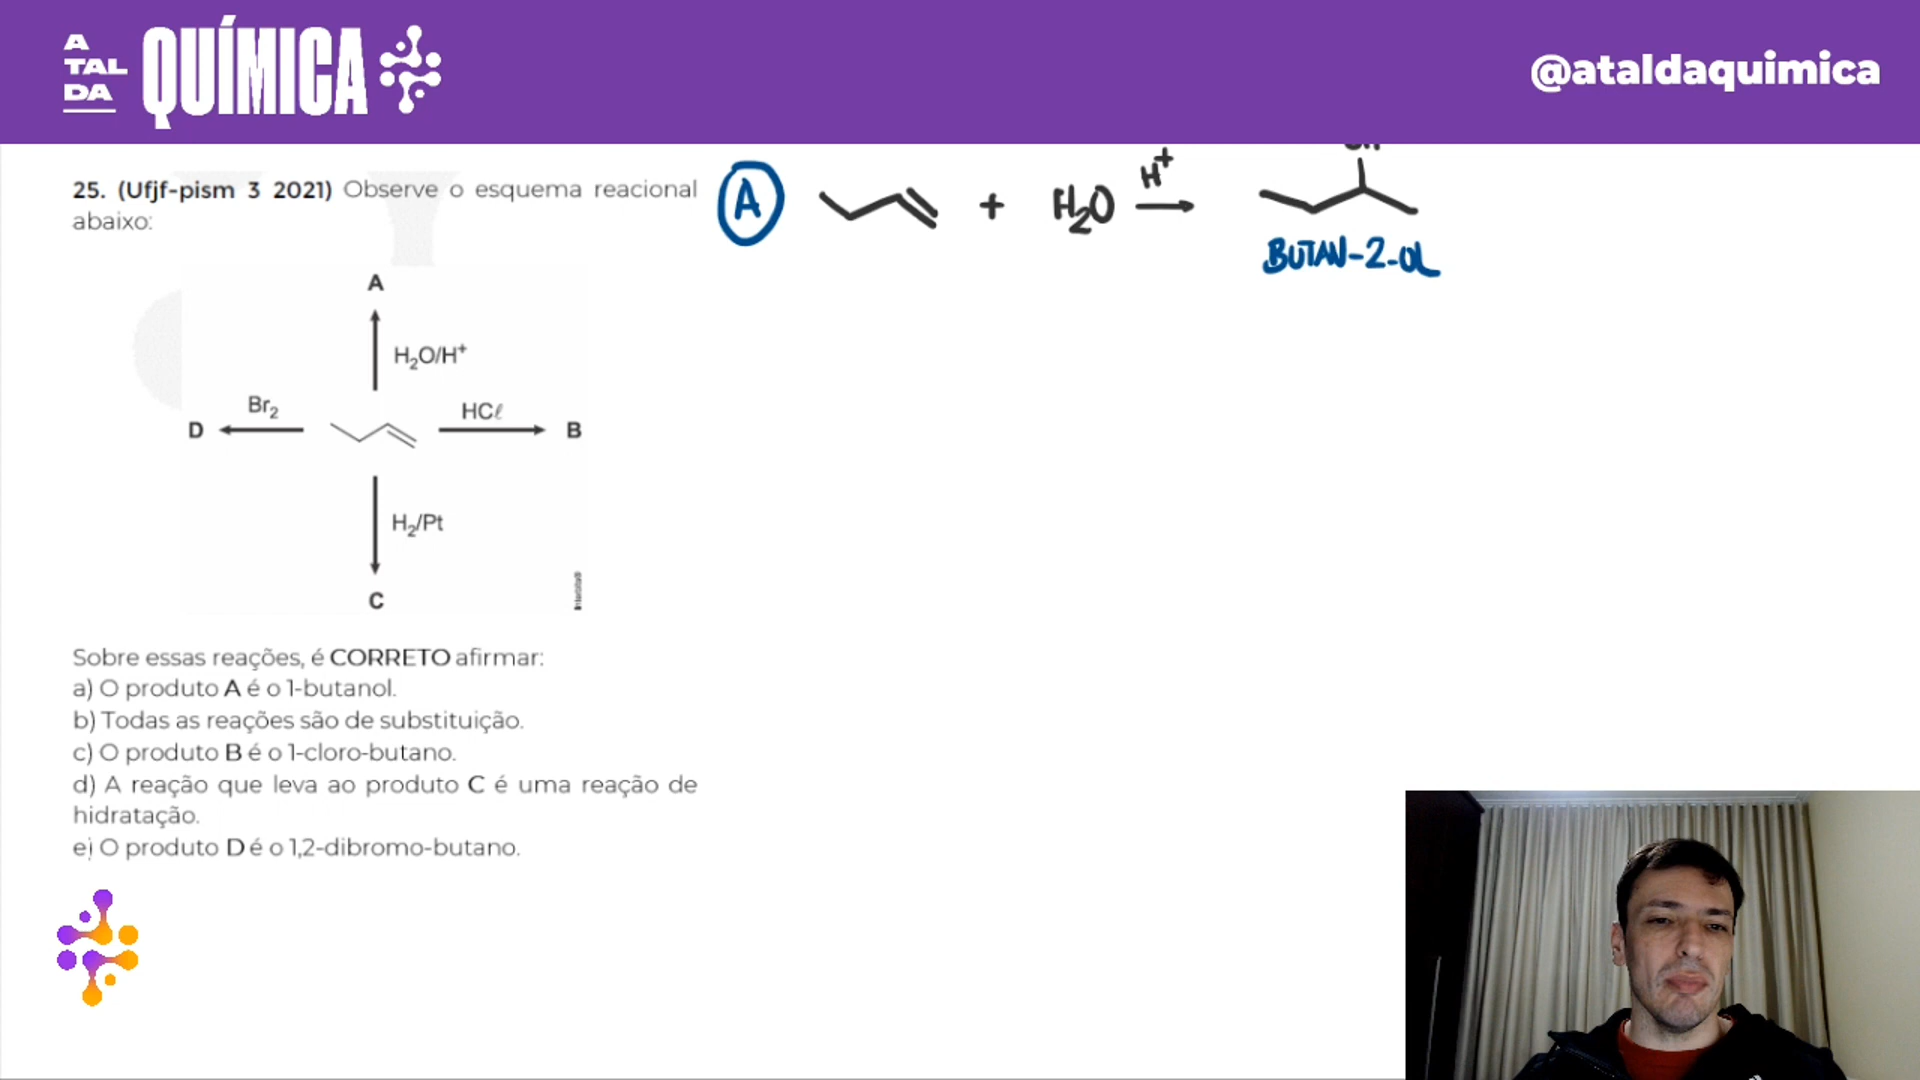 A
TAL
DA
QUÍMICA
@ataldaquimica
25. (Ufjf-pism 3 2021) Observe o esquema reacional
abaixo:
A
H₂O/H⁺
Br₂
HCℓ
D
B
H₂/Pt
C
Sobre essas reações, é CORRETO afirmar:
a) O produto A é o 1-butanol.
b) Todas as reações são de substituição.
c) O produto B é o 1-cloro-butano.
d) A reação que leva ao produto C é uma reação de
hidratação.
e) O produto D é o 1,2-dibromo-butano.
A + H₂O H⁺
BUTAN-2-OL